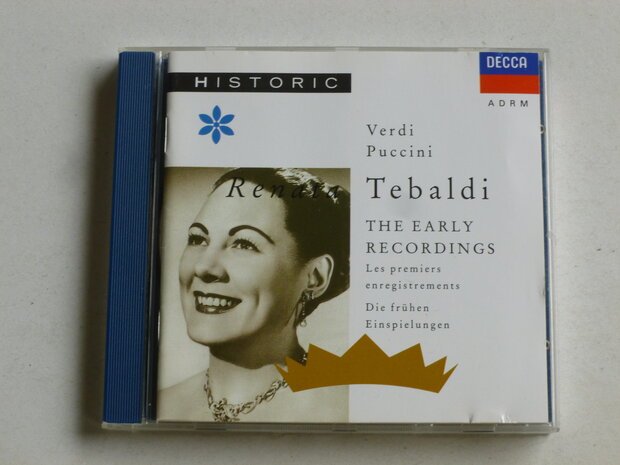 HISTORIC
DECCA
ADRM
Verdi
Puccini
Renata Tebaldi
THE EARLY
RECORDINGS
Les premiers
enregistrements
Die frühen
Einspielungen